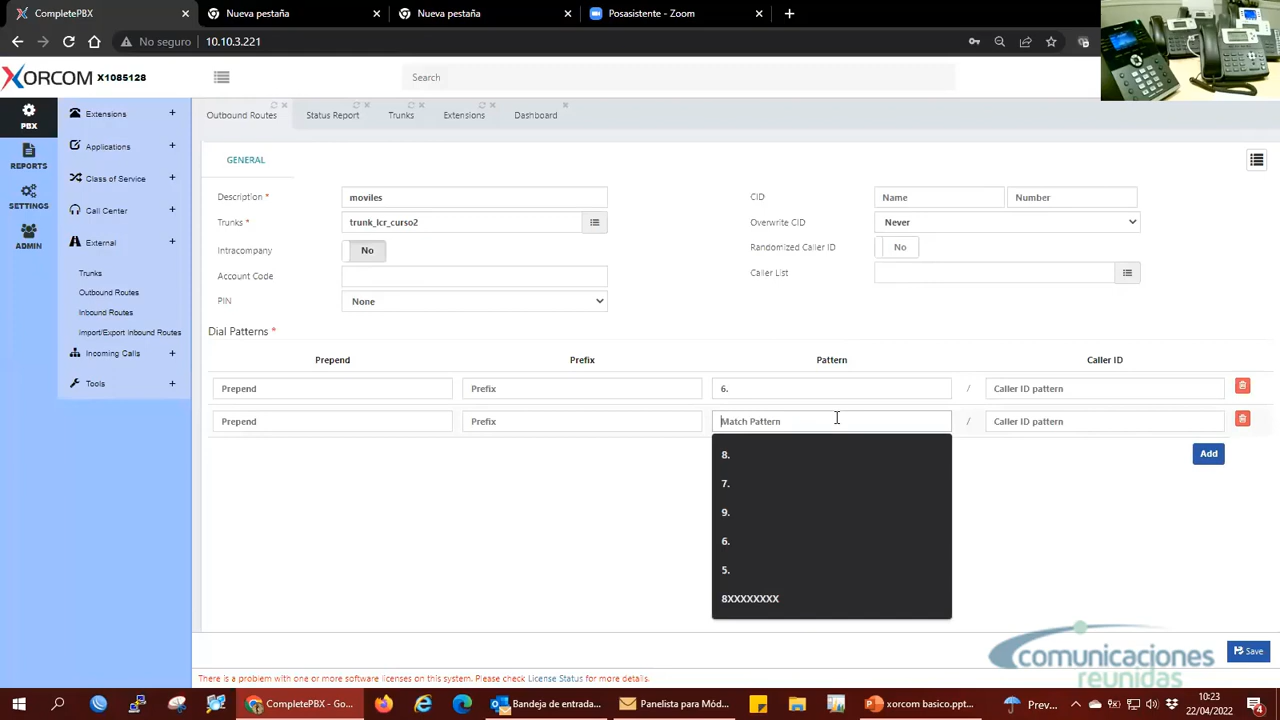 CompletePBX
Nueva pestaña
Nueva pestaña
Posasistente - Zoom
No seguro
10.10.3.221
XORCOM X1085128
Search
PBX
REPORTS
SETTINGS
ADMIN
Extensions
Applications
Class of Service
Call Center
External
Trunks
Outbound Routes
Inbound Routes
Import/Export Inbound Routes
Incoming Calls
Tools
Outbound Routes
Status Report
Trunks
Extensions
Dashboard
GENERAL
Description * moviles
Trunks * trunk_lcr_curso2
Intracompany No
Account Code
PIN None
CID Name Number
Overwrite CID Never
Randomized Caller ID No
Caller List
Dial Patterns *
Prepend Prefix Pattern Caller ID
Prepend Prefix 6. / Caller ID pattern
Prepend Prefix Match Pattern / Caller ID pattern
8.
7.
9.
6.
5.
8XXXXXXXX
Add
comunicaciones
reunidas
Save
There is a problem with one or more software licenses on this system. Please check License Status for more details.
CompletePBX - Go...
Bandeja de entrada...
Panelista para Mód...
xorcom basico.ppt...
Prev...
10:23
22/04/2022
4